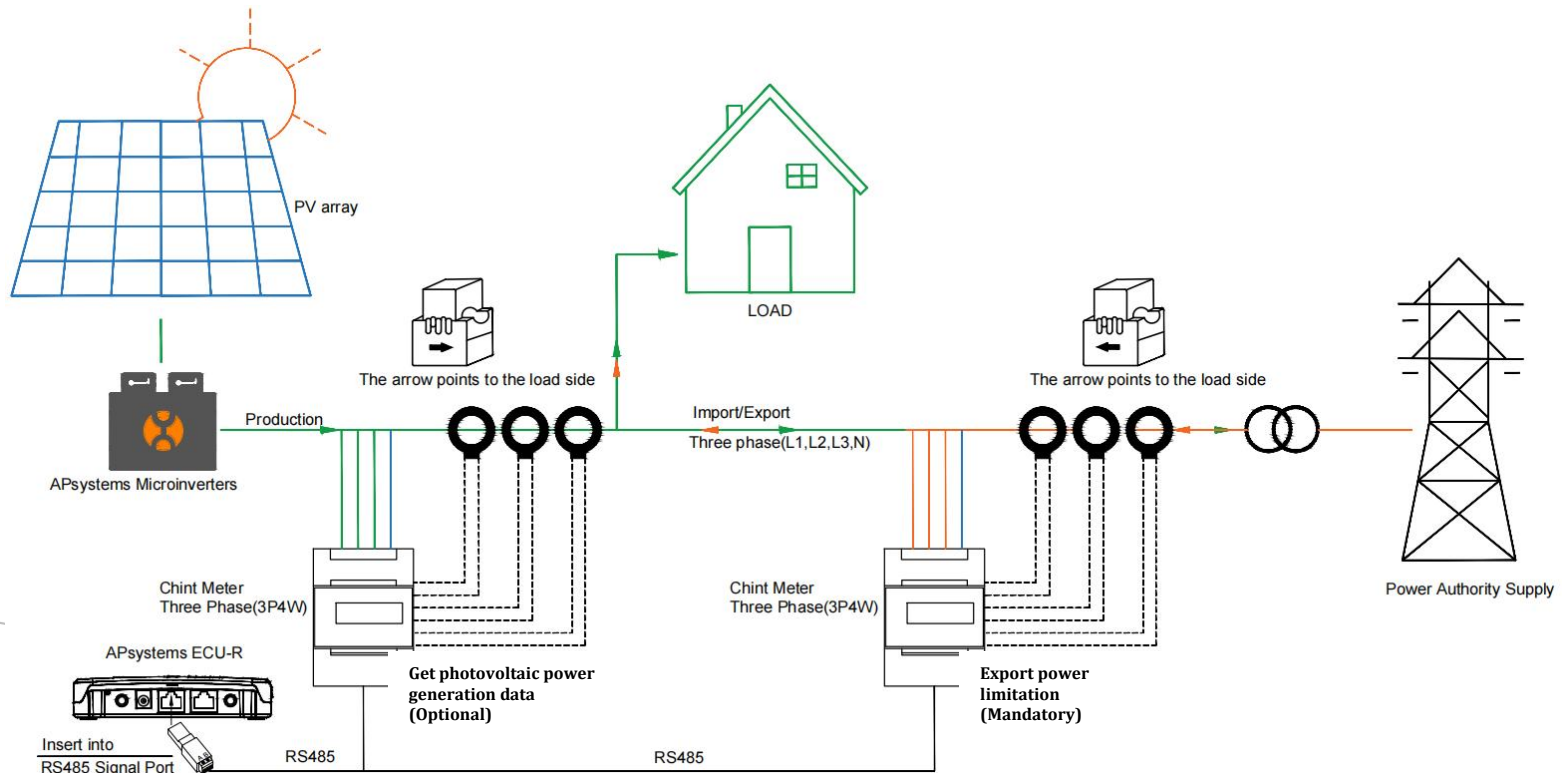 PV array
LOAD
The arrow points to the load side
The arrow points to the load side
Production
Import/Export
Three phase(L1,L2,L3,N)
APsystems Microinverters
Power Authority Supply
Chint Meter
Three Phase(3P4W)
Chint Meter
Three Phase(3P4W)
APsystems ECU-R
Get photovoltaic power
generation data
(Optional)
Export power
limitation
(Mandatory)
Insert into
RS485 Signal Port
RS485
RS485